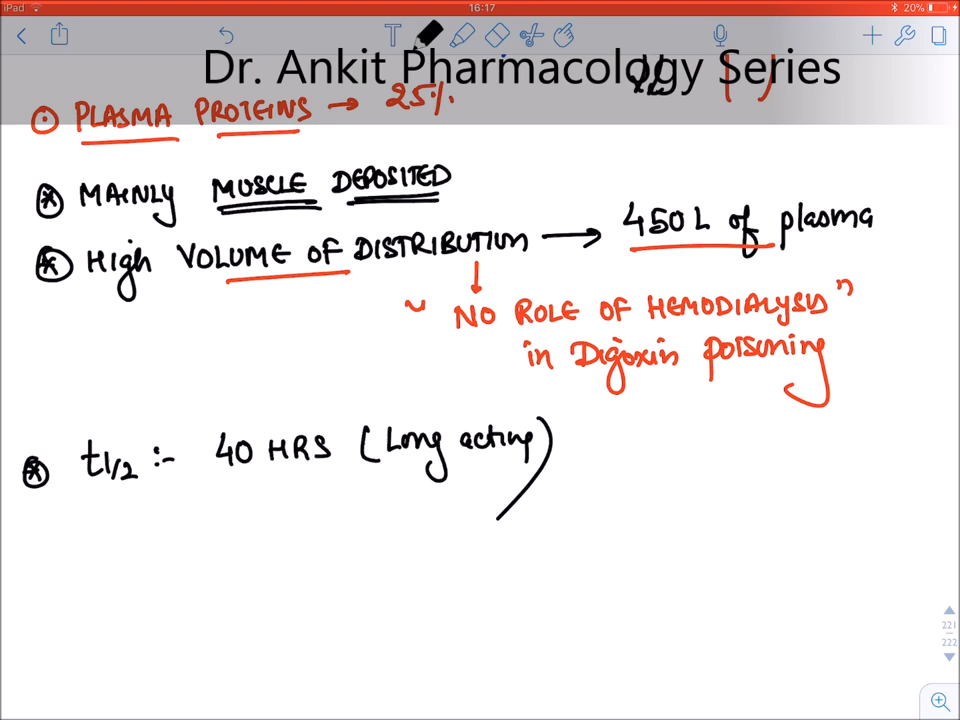 iPad 16:17 20%
T
Dr. Ankit Pharmacology Series
PLASMA PROTEINS → 25%
MAINLY MUSCLE DEPOSITED
High VOLUME OF DISTRIBUTION → 450L of plasma
" NO ROLE OF HEMODIALYSIS "
in Digoxin poisoning
t1/2 :- 40 HRS (Long acting)
221
222